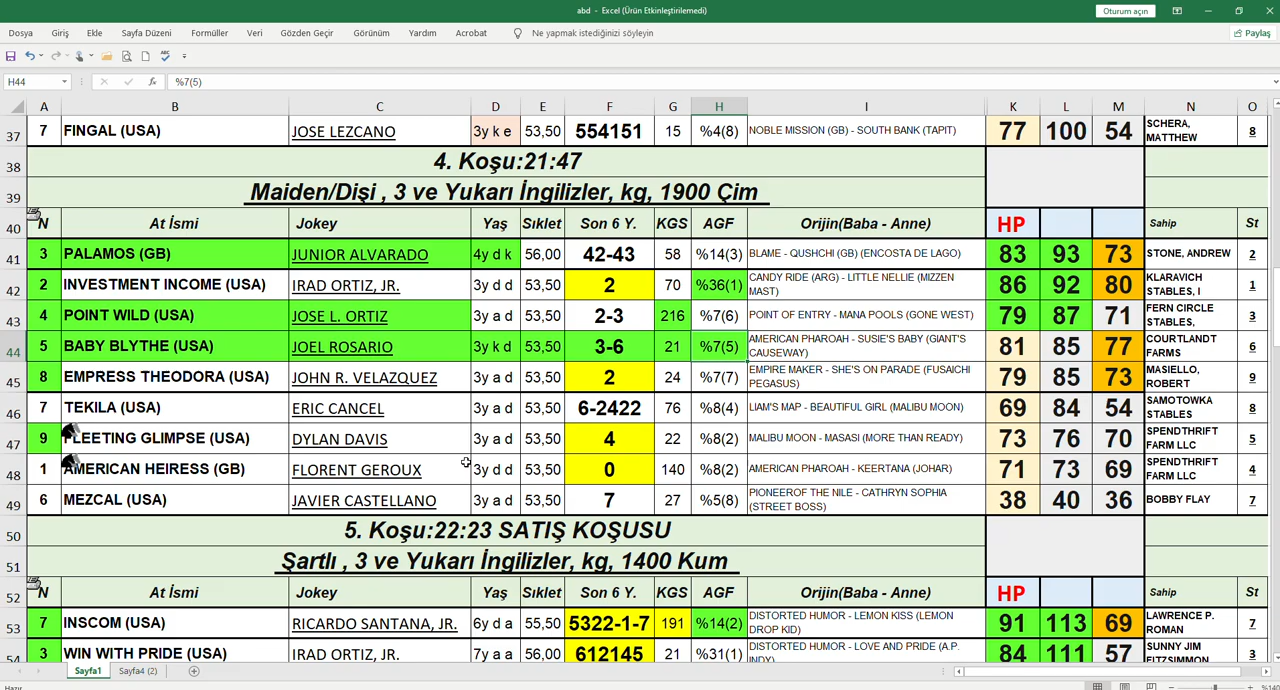 abd - Excel (Ürün Etkinleştirilemedi)
Oturum açın
Dosya Giriş Ekle Sayfa Düzeni Formüller Veri Gözden Geçir Görünüm Yardım Acrobat Ne yapmak istediğinizi söyleyin Paylaş
H44 fx %7(5)
A B C D E F G H I K L M N O
37 7 FINGAL (USA) JOSE LEZCANO 3y k e 53,50 554151 15 %4(8) NOBLE MISSION (GB) - SOUTH BANK (TAPIT) 77 100 54 SCHERA, MATTHEW 8
38 4. Koşu:21:47
39 Maiden/Dişi , 3 ve Yukarı İngilizler, kg, 1900 Çim
40 N At İsmi Jokey Yaş Sıklet Son 6 Y. KGS AGF Orijin(Baba - Anne) HP Sahip St
41 3 PALAMOS (GB) JUNIOR ALVARADO 4y d k 56,00 42-43 58 %14(3) BLAME - QUSHCHI (GB) (ENCOSTA DE LAGO) 83 93 73 STONE, ANDREW 2
42 2 INVESTMENT INCOME (USA) IRAD ORTIZ, JR. 3y d d 53,50 2 70 %36(1) CANDY RIDE (ARG) - LITTLE NELLIE (MIZZEN MAST) 86 92 80 KLARAVICH STABLES, I 1
43 4 POINT WILD (USA) JOSE L. ORTIZ 3y a d 53,50 2-3 216 %7(6) POINT OF ENTRY - MANA POOLS (GONE WEST) 79 87 71 FERN CIRCLE STABLES, 3
44 5 BABY BLYTHE (USA) JOEL ROSARIO 3y k d 53,50 3-6 21 %7(5) AMERICAN PHAROAH - SUSIE'S BABY (GIANT'S CAUSEWAY) 81 85 77 COURTLANDT FARMS 6
45 8 EMPRESS THEODORA (USA) JOHN R. VELAZQUEZ 3y a d 53,50 2 24 %7(7) EMPIRE MAKER - SHE'S ON PARADE (FUSAICHI PEGASUS) 79 85 73 MASIELLO, ROBERT 9
46 7 TEKILA (USA) ERIC CANCEL 3y a d 53,50 6-2422 76 %8(4) LIAM'S MAP - BEAUTIFUL GIRL (MALIBU MOON) 69 84 54 SAMOTOWKA STABLES 8
47 9 FLEETING GLIMPSE (USA) DYLAN DAVIS 3y a d 53,50 4 22 %8(2) MALIBU MOON - MASASI (MORE THAN READY) 73 76 70 SPENDTHRIFT FARM LLC 5
48 1 AMERICAN HEIRESS (GB) FLORENT GEROUX 3y d d 53,50 0 140 %8(2) AMERICAN PHAROAH - KEERTANA (JOHAR) 71 73 69 SPENDTHRIFT FARM LLC 4
49 6 MEZCAL (USA) JAVIER CASTELLANO 3y a d 53,50 7 27 %5(8) PIONEEROF THE NILE - CATHRYN SOPHIA (STREET BOSS) 38 40 36 BOBBY FLAY 7
50 5. Koşu:22:23 SATIŞ KOŞUSU
51 Şartlı , 3 ve Yukarı İngilizler, kg, 1400 Kum
52 N At İsmi Jokey Yaş Sıklet Son 6 Y. KGS AGF Orijin(Baba - Anne) HP Sahip St
53 7 INSCOM (USA) RICARDO SANTANA, JR. 6y d a 55,50 5322-1-7 191 %14(2) DISTORTED HUMOR - LEMON KISS (LEMON DROP KID) 91 113 69 LAWRENCE P. ROMAN 7
54 3 WIN WITH PRIDE (USA) IRAD ORTIZ, JR. 7y a a 56,00 612145 21 %31(1) DISTORTED HUMOR - LOVE AND PRIDE (A.P. INDY) 84 111 57 SUNNY JIM FITZSIMMON 3
Sayfa1 Sayfa4 (2)
Hazır %140